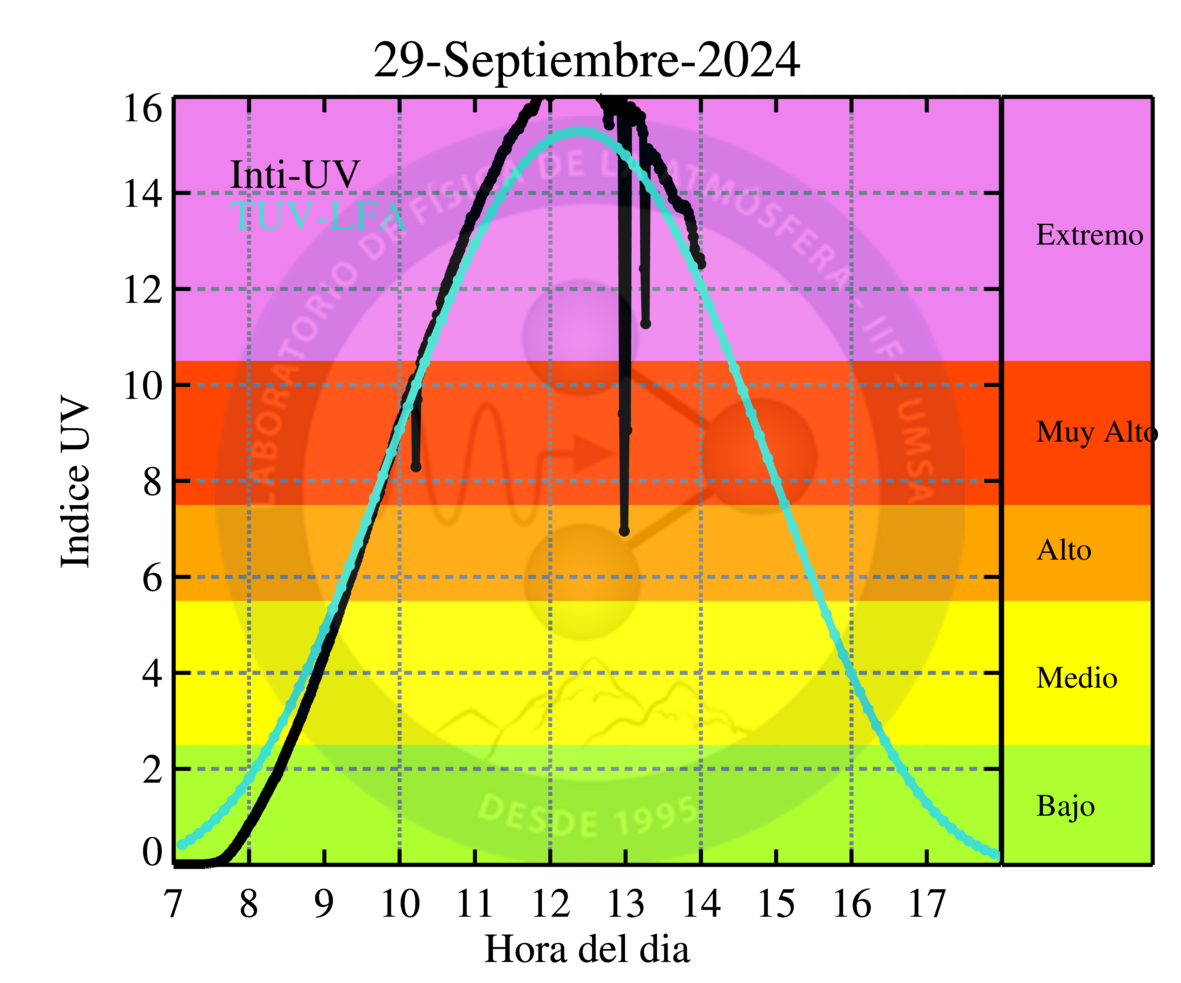 29-Septiembre-2024
Inti-UV
TUV-LFA
LABORATORIO DE FÍSICA DE LA ATMÓSFERA - IIF - UMSA
DESDE 1995
Indice UV
16
14
12
10
8
6
4
2
0
Extremo
Muy Alto
Alto
Medio
Bajo
7 8 9 10 11 12 13 14 15 16 17
Hora del dia